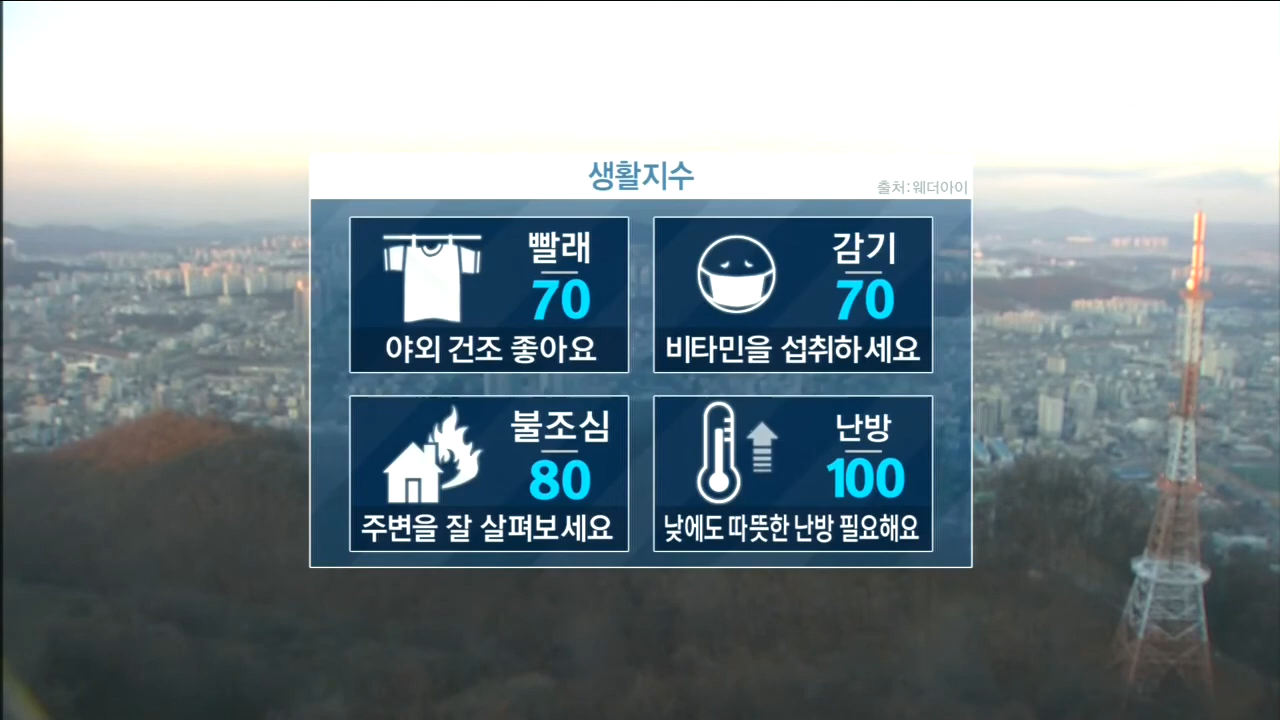 생활지수
출처:웨더아이
빨래
70
야외 건조 좋아요
감기
70
비타민을 섭취하세요
불조심
80
주변을 잘 살펴보세요
난방
100
낮에도 따뜻한 난방 필요해요